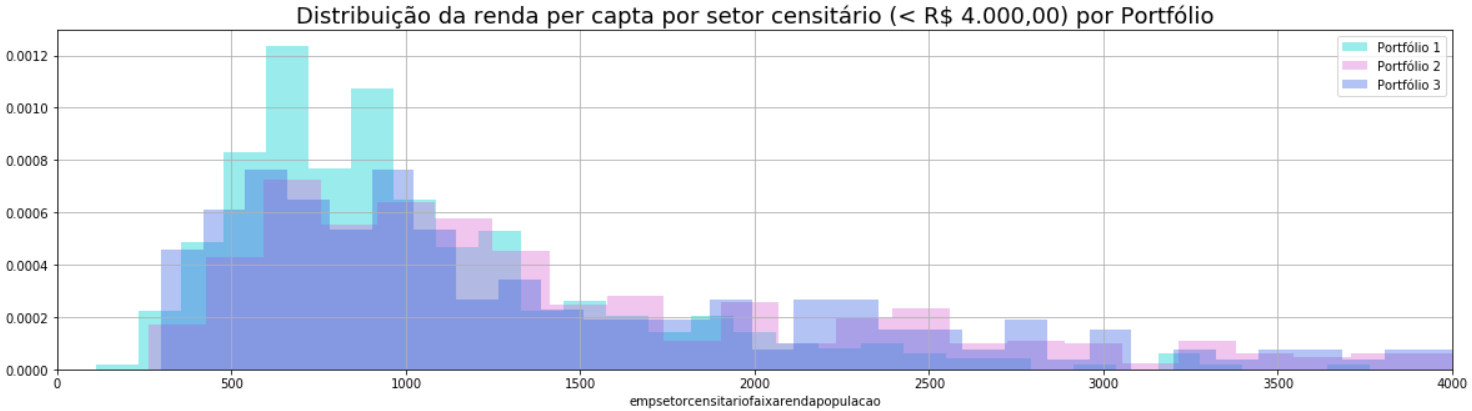 Distribuição da renda per capta por setor censitário (< R$ 4.000,00) por Portfólio
0.0012
0.0010
0.0008
0.0006
0.0004
0.0002
0.0000
Portfólio 1
Portfólio 2
Portfólio 3
0 500 1000 1500 2000 2500 3000 3500 4000
empsetorcensitariofaixarendapopulacao